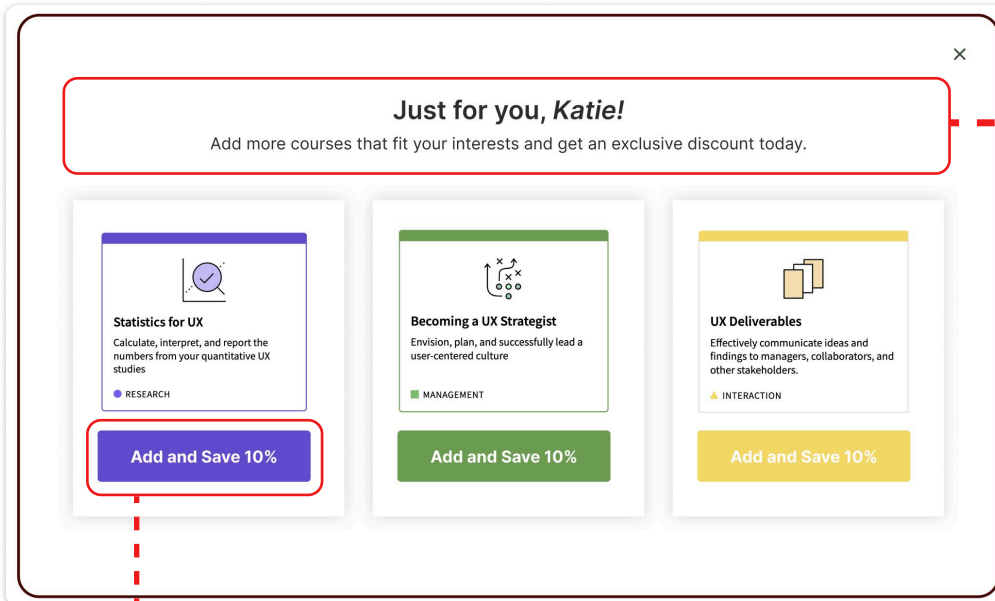 Just for you, Katie!
Add more courses that fit your interests and get an exclusive discount today.
Statistics for UX
Calculate, interpret, and report the
numbers from your quantitative UX
studies
RESEARCH
Add and Save 10%
Becoming a UX Strategist
Envision, plan, and successfully lead a
user-centered culture
MANAGEMENT
Add and Save 10%
UX Deliverables
Effectively communicate ideas and
findings to managers, collaborators, and
other stakeholders.
INTERACTION
Add and Save 10%